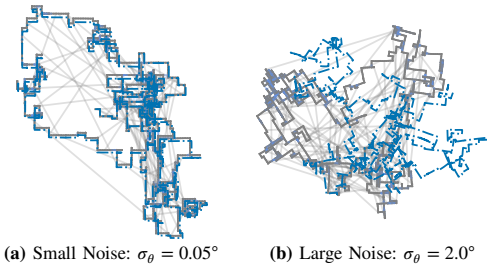 (a) Small Noise: σθ = 0.05°
(b) Large Noise: σθ = 2.0°